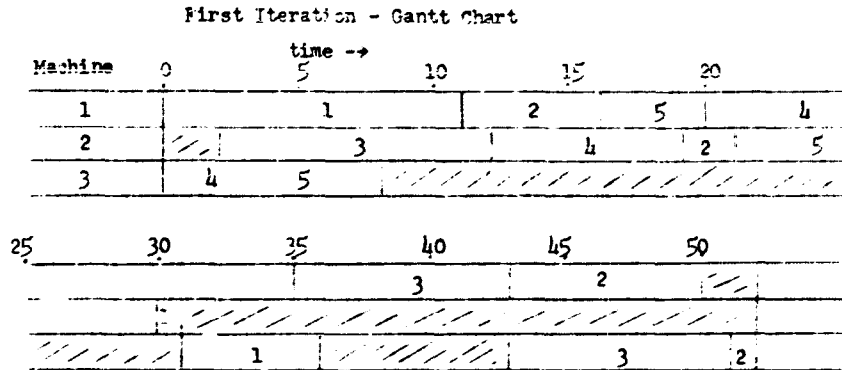 First Iteration - Gantt Chart
time -->
Machine 0 5 10 15 20
1 1 2 5 4
2 3 4 2 5
3 4 5
25 30 35 40 45 50
3 2
1 3 2